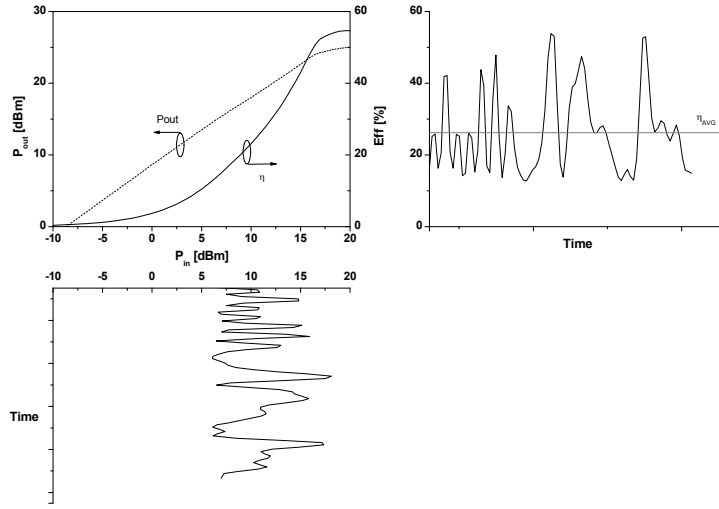 30 60 60
20 40 40
10 20 20
0 0 0
P_out [dBm]
Eff [%]
Pout
η
η_AVG
-10 -5 0 5 10 15 20
P_in [dBm]
Time
-10 -5 0 5 10 15 20
Time